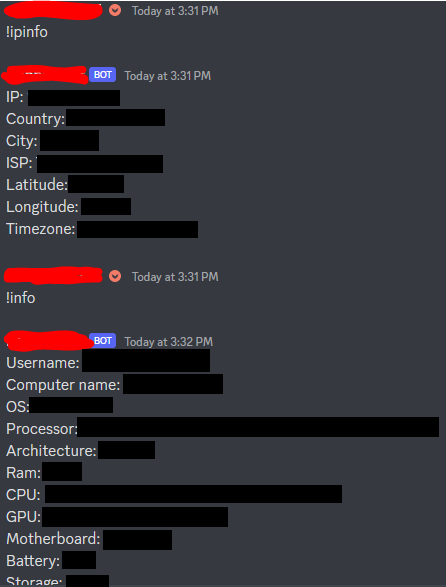 Today at 3:31 PM
!ipinfo
BOT Today at 3:31 PM
IP:
Country:
City:
ISP:
Latitude:
Longitude:
Timezone:
Today at 3:31 PM
!info
BOT Today at 3:32 PM
Username:
Computer name:
OS:
Processor:
Architecture:
Ram:
CPU:
GPU:
Motherboard:
Battery:
Storage: